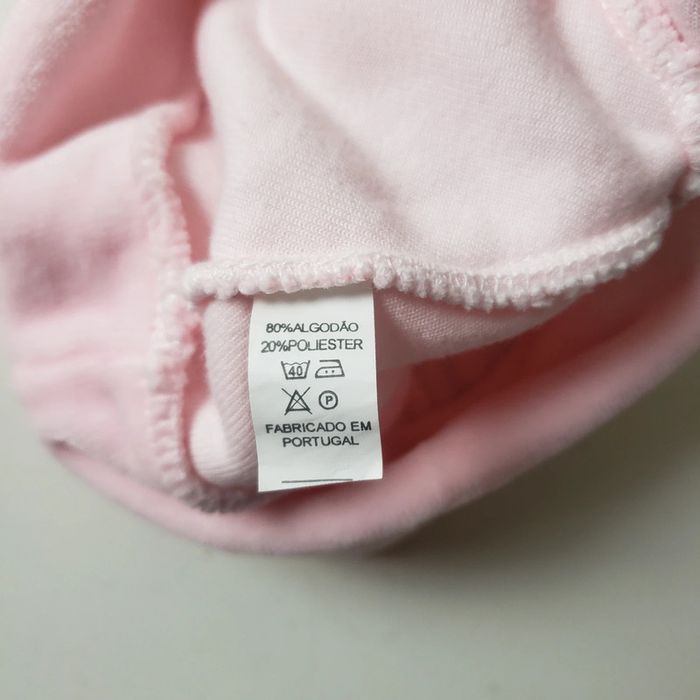 80%ALGODÃO
20%POLIESTER
40
P
FABRICADO EM
PORTUGAL